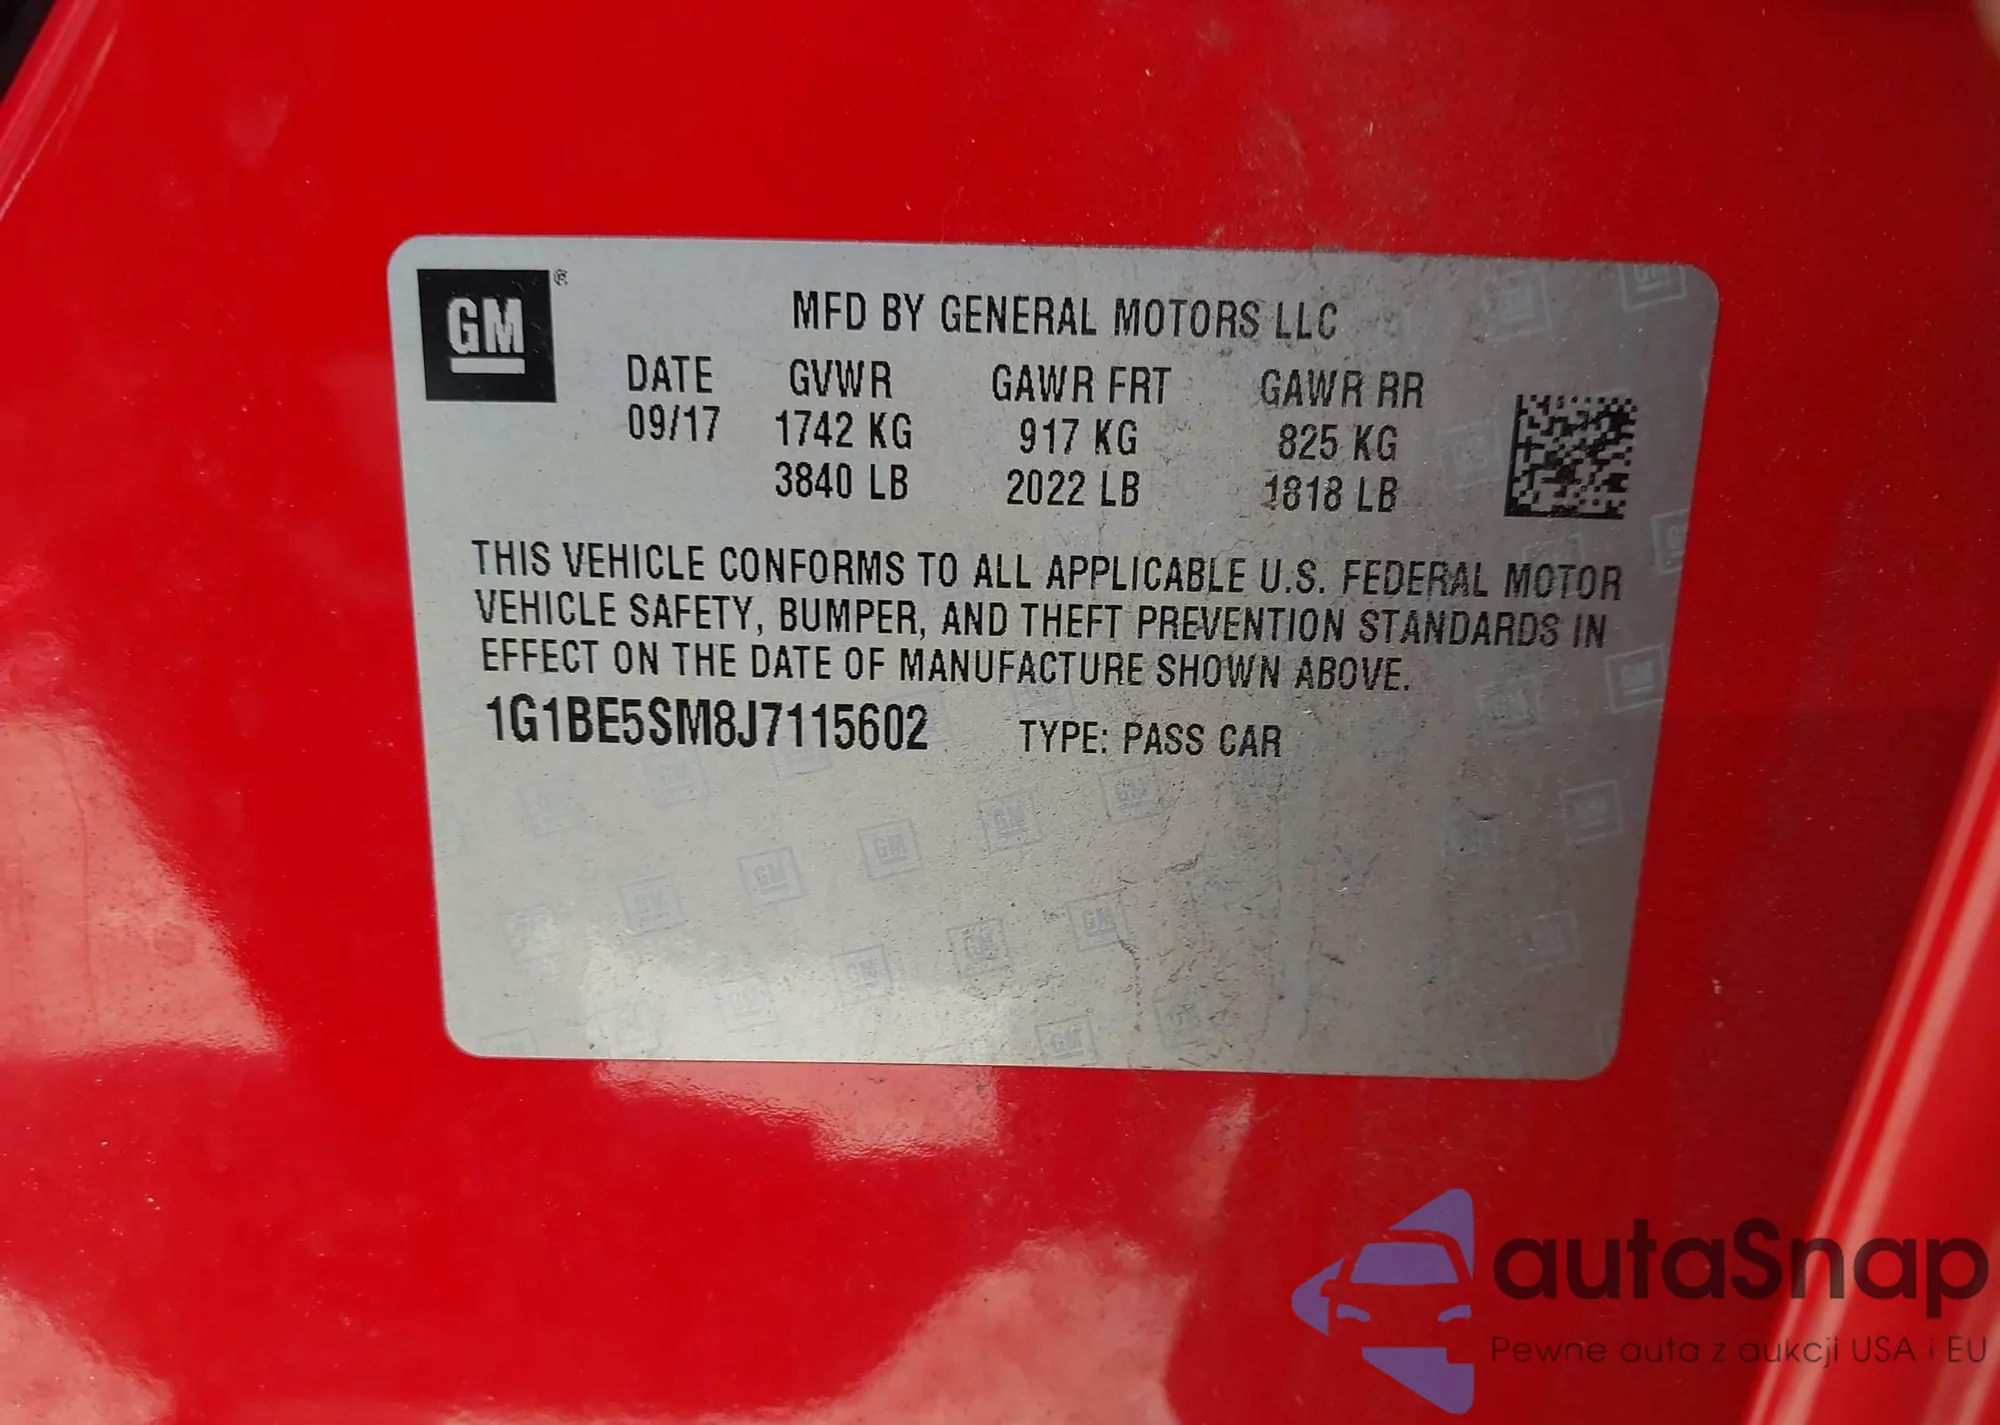 GM ®
MFD BY GENERAL MOTORS LLC
DATE GVWR GAWR FRT GAWR RR
09/17 1742 KG 917 KG 825 KG
3840 LB 2022 LB 1818 LB
THIS VEHICLE CONFORMS TO ALL APPLICABLE U.S. FEDERAL MOTOR
VEHICLE SAFETY, BUMPER, AND THEFT PREVENTION STANDARDS IN
EFFECT ON THE DATE OF MANUFACTURE SHOWN ABOVE.
1G1BE5SM8J7115602 TYPE: PASS CAR
autaSnap
Pewne auta z aukcji USA i EU